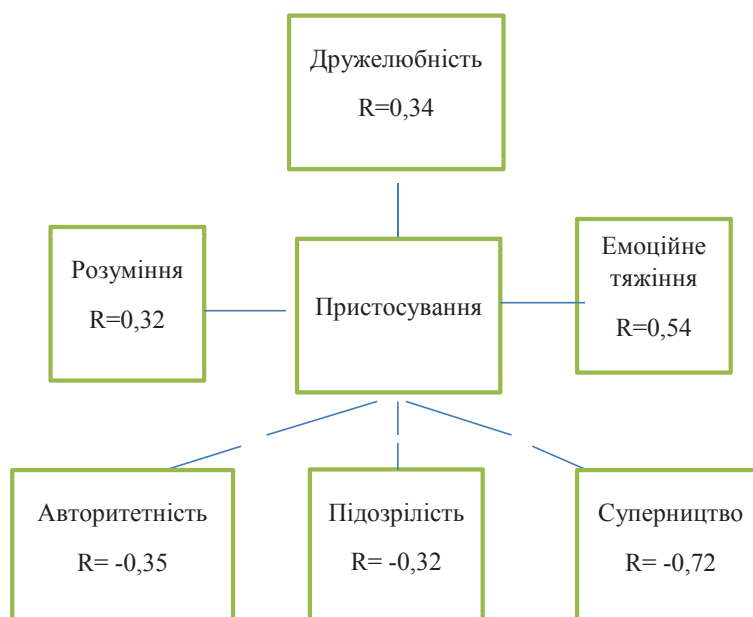 Дружелюбність
R=0,34
Розуміння
R=0,32
Пристосування
Емоційне
тяжіння
R=0,54
Авторитетність
R= -0,35
Підозрілість
R= -0,32
Суперництво
R= -0,72